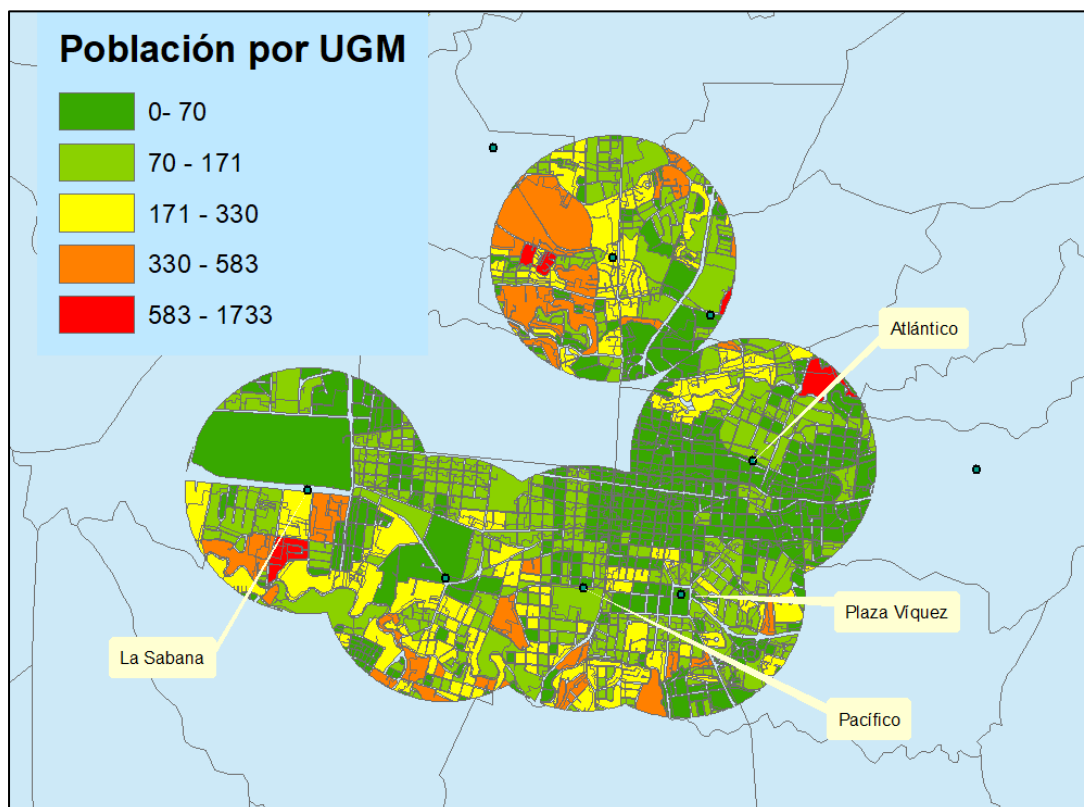 Población por UGM
0- 70
70 - 171
171 - 330
330 - 583
583 - 1733
Atlántico
Plaza Víquez
La Sabana
Pacífico